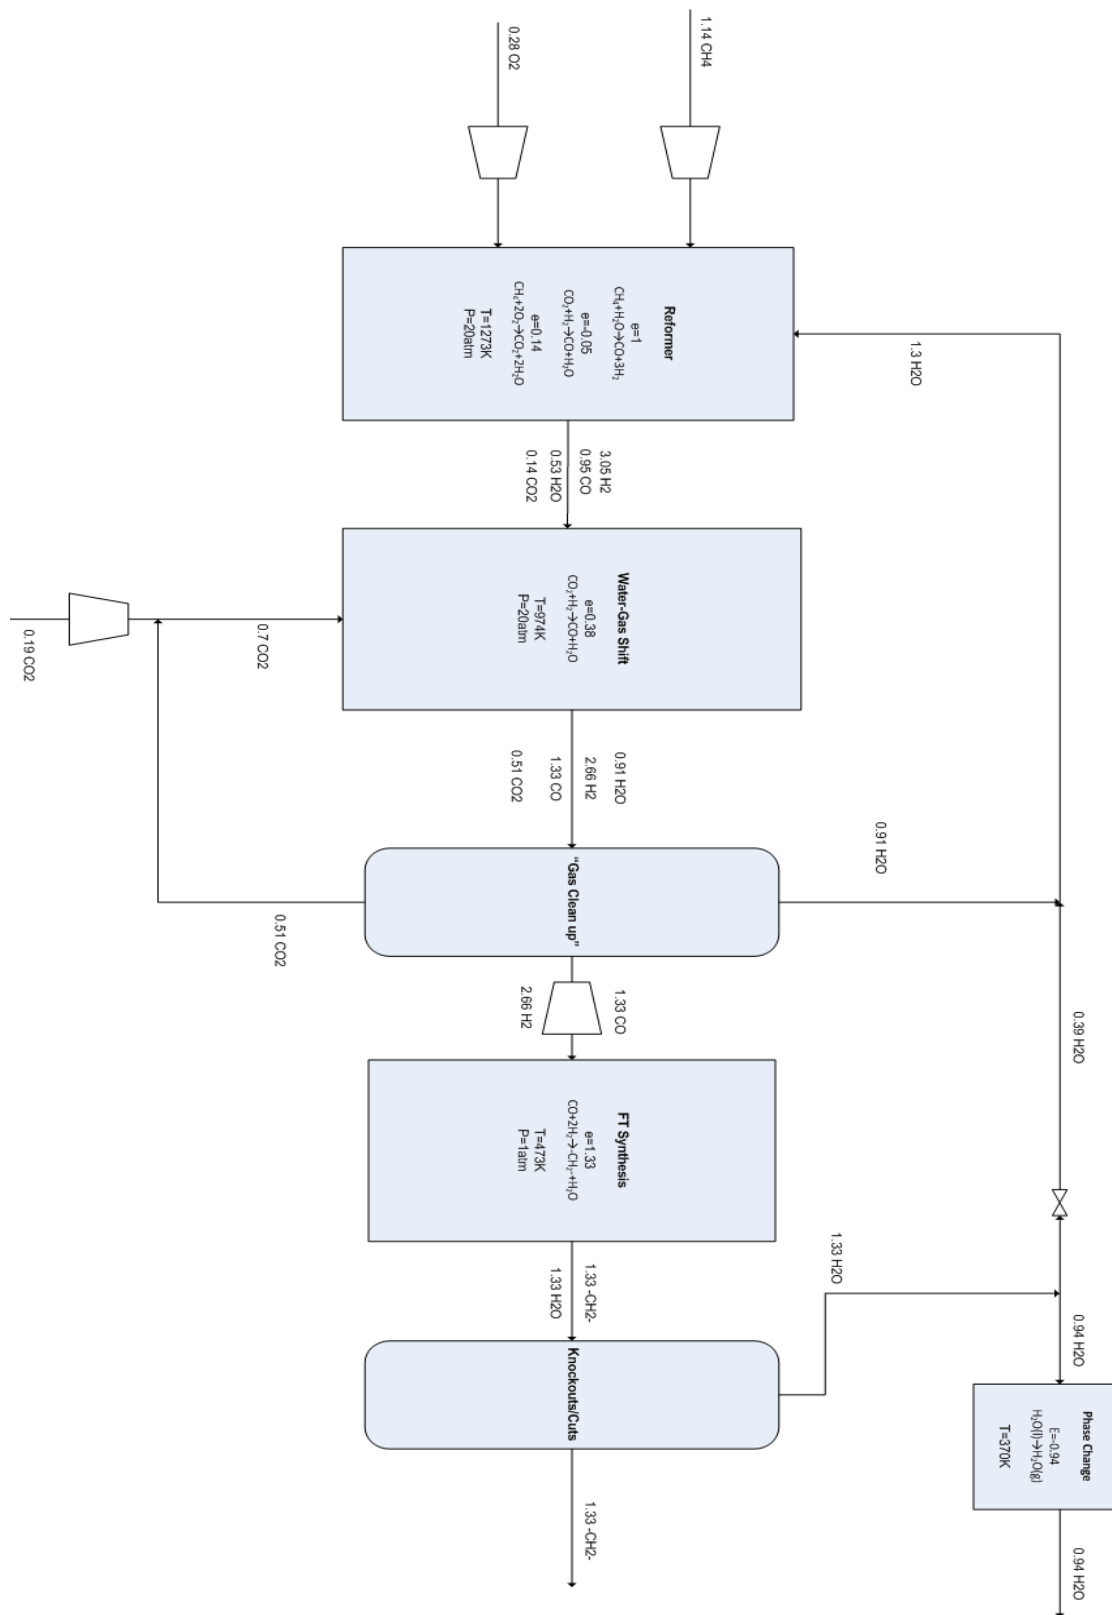 1.14 CH4
0.28 O2
Reformer
e=1
CH₄+H₂O→CO+3H₂
e=-0.05
CO₂+H₂→CO+H₂O
e=0.14
CH₄+2O₂→CO₂+2H₂O
T=1273K
P=20atm
1.3 H2O
3.05 H2
0.95 CO
0.53 H2O
0.14 CO2
Water-Gas Shift
e=0.38
CO₂+H₂→CO+H₂O
T=974K
P=20atm
0.19 CO2
0.7 CO2
0.91 H2O
2.66 H2
1.33 CO
0.51 CO2
"Gas Clean up"
0.91 H2O
0.51 CO2
1.33 CO
2.66 H2
0.39 H2O
FT Synthesis
e=1.33
CO+2H₂→-CH₂-+H₂O
T=473K
P=1atm
1.33 -CH2-
1.33 H2O
1.33 H2O
Knockouts/Cuts
0.94 H2O
Phase Change
E=-0.94
H₂O(l)→H₂O(g)
T=370K
0.94 H2O
1.33 -CH2-